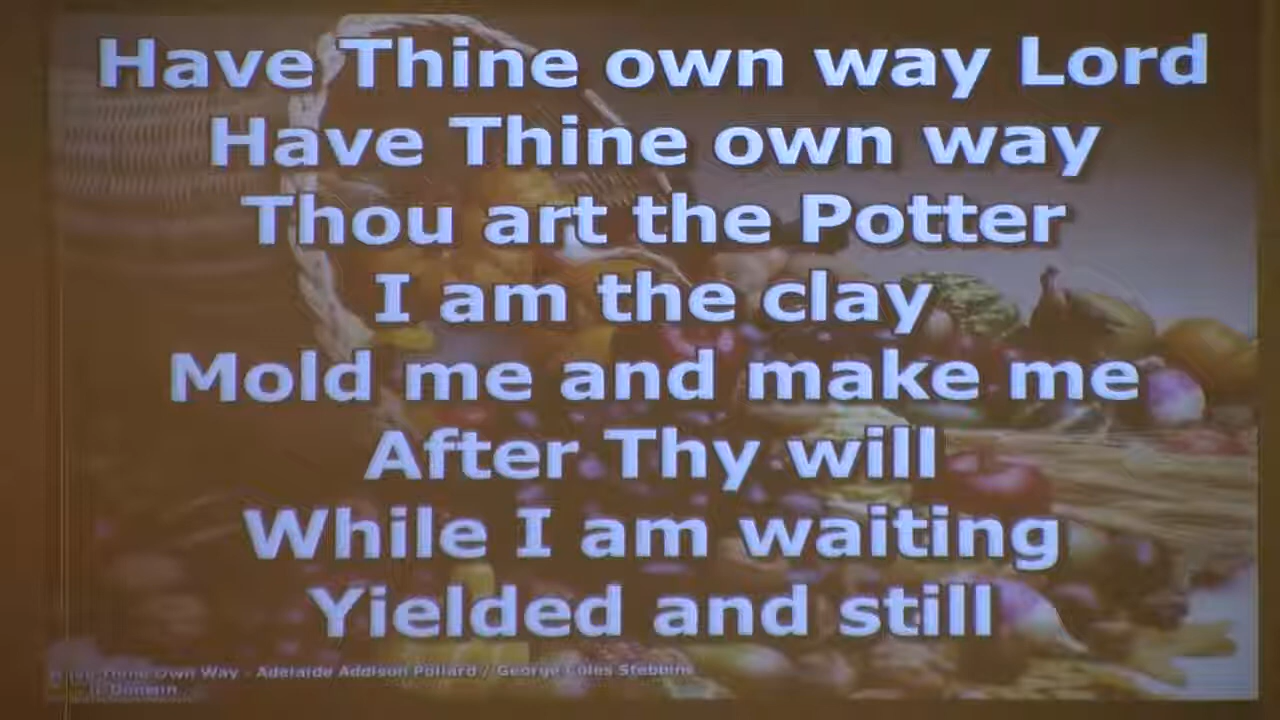 Have Thine own way Lord
Have Thine own way
Thou art the Potter
I am the clay
Mold me and make me
After Thy will
While I am waiting
Yielded and still
Thine Own Way - Adelaide Addison Pollard / George Coles Stebbins